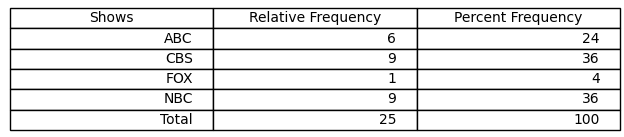 Shows Relative Frequency Percent Frequency
ABC 6 24
CBS 9 36
FOX 1 4
NBC 9 36
Total 25 100